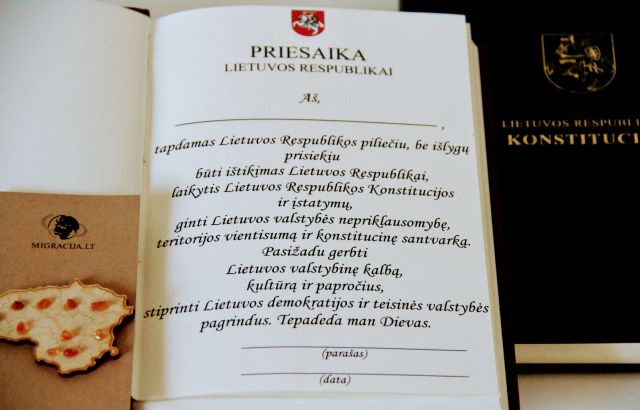 PRIESAIKA
LIETUVOS RESPUBLIKAI
Aš,
,
tapdamas Lietuvos Respublikos piliečiu, be išlygų
prisiekiu
būti ištikimas Lietuvos Respublikai,
laikytis Lietuvos Respublikos Konstitucijos
ir įstatymų,
ginti Lietuvos valstybės nepriklausomybę,
teritorijos vientisumą ir konstitucinę santvarką.
Pasižadu gerbti
Lietuvos valstybinę kalbą,
kultūrą ir papročius,
stiprinti Lietuvos demokratijos ir teisinės valstybės
pagrindus. Tepadeda man Dievas.
(parašas)
(data)
MIGRACIJA.LT
LIETUVOS RESPUBLI
KONSTITUCI